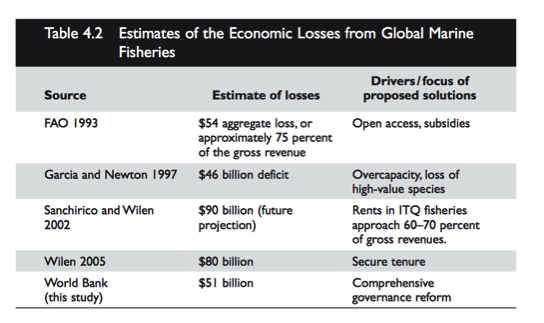 Table 4.2 Estimates of the Economic Losses from Global Marine
Fisheries
Source Estimate of losses Drivers/focus of
proposed solutions
FAO 1993 $54 aggregate loss, or Open access, subsidies
approximately 75 percent
of the gross revenue
Garcia and Newton 1997 $46 billion deficit Overcapacity, loss of
high-value species
Sanchirico and Wilen $90 billion (future Rents in ITQ fisheries
2002 projection) approach 60–70 percent
of gross revenues.
Wilen 2005 $80 billion Secure tenure
World Bank $51 billion Comprehensive
(this study) governance reform